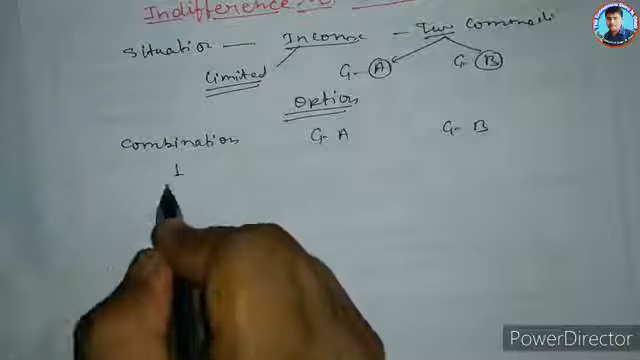 Indifference
Situation — Income — Two Commodi
Limited G-A G-B
Option
Combination G-A G-B
1
PowerDirector